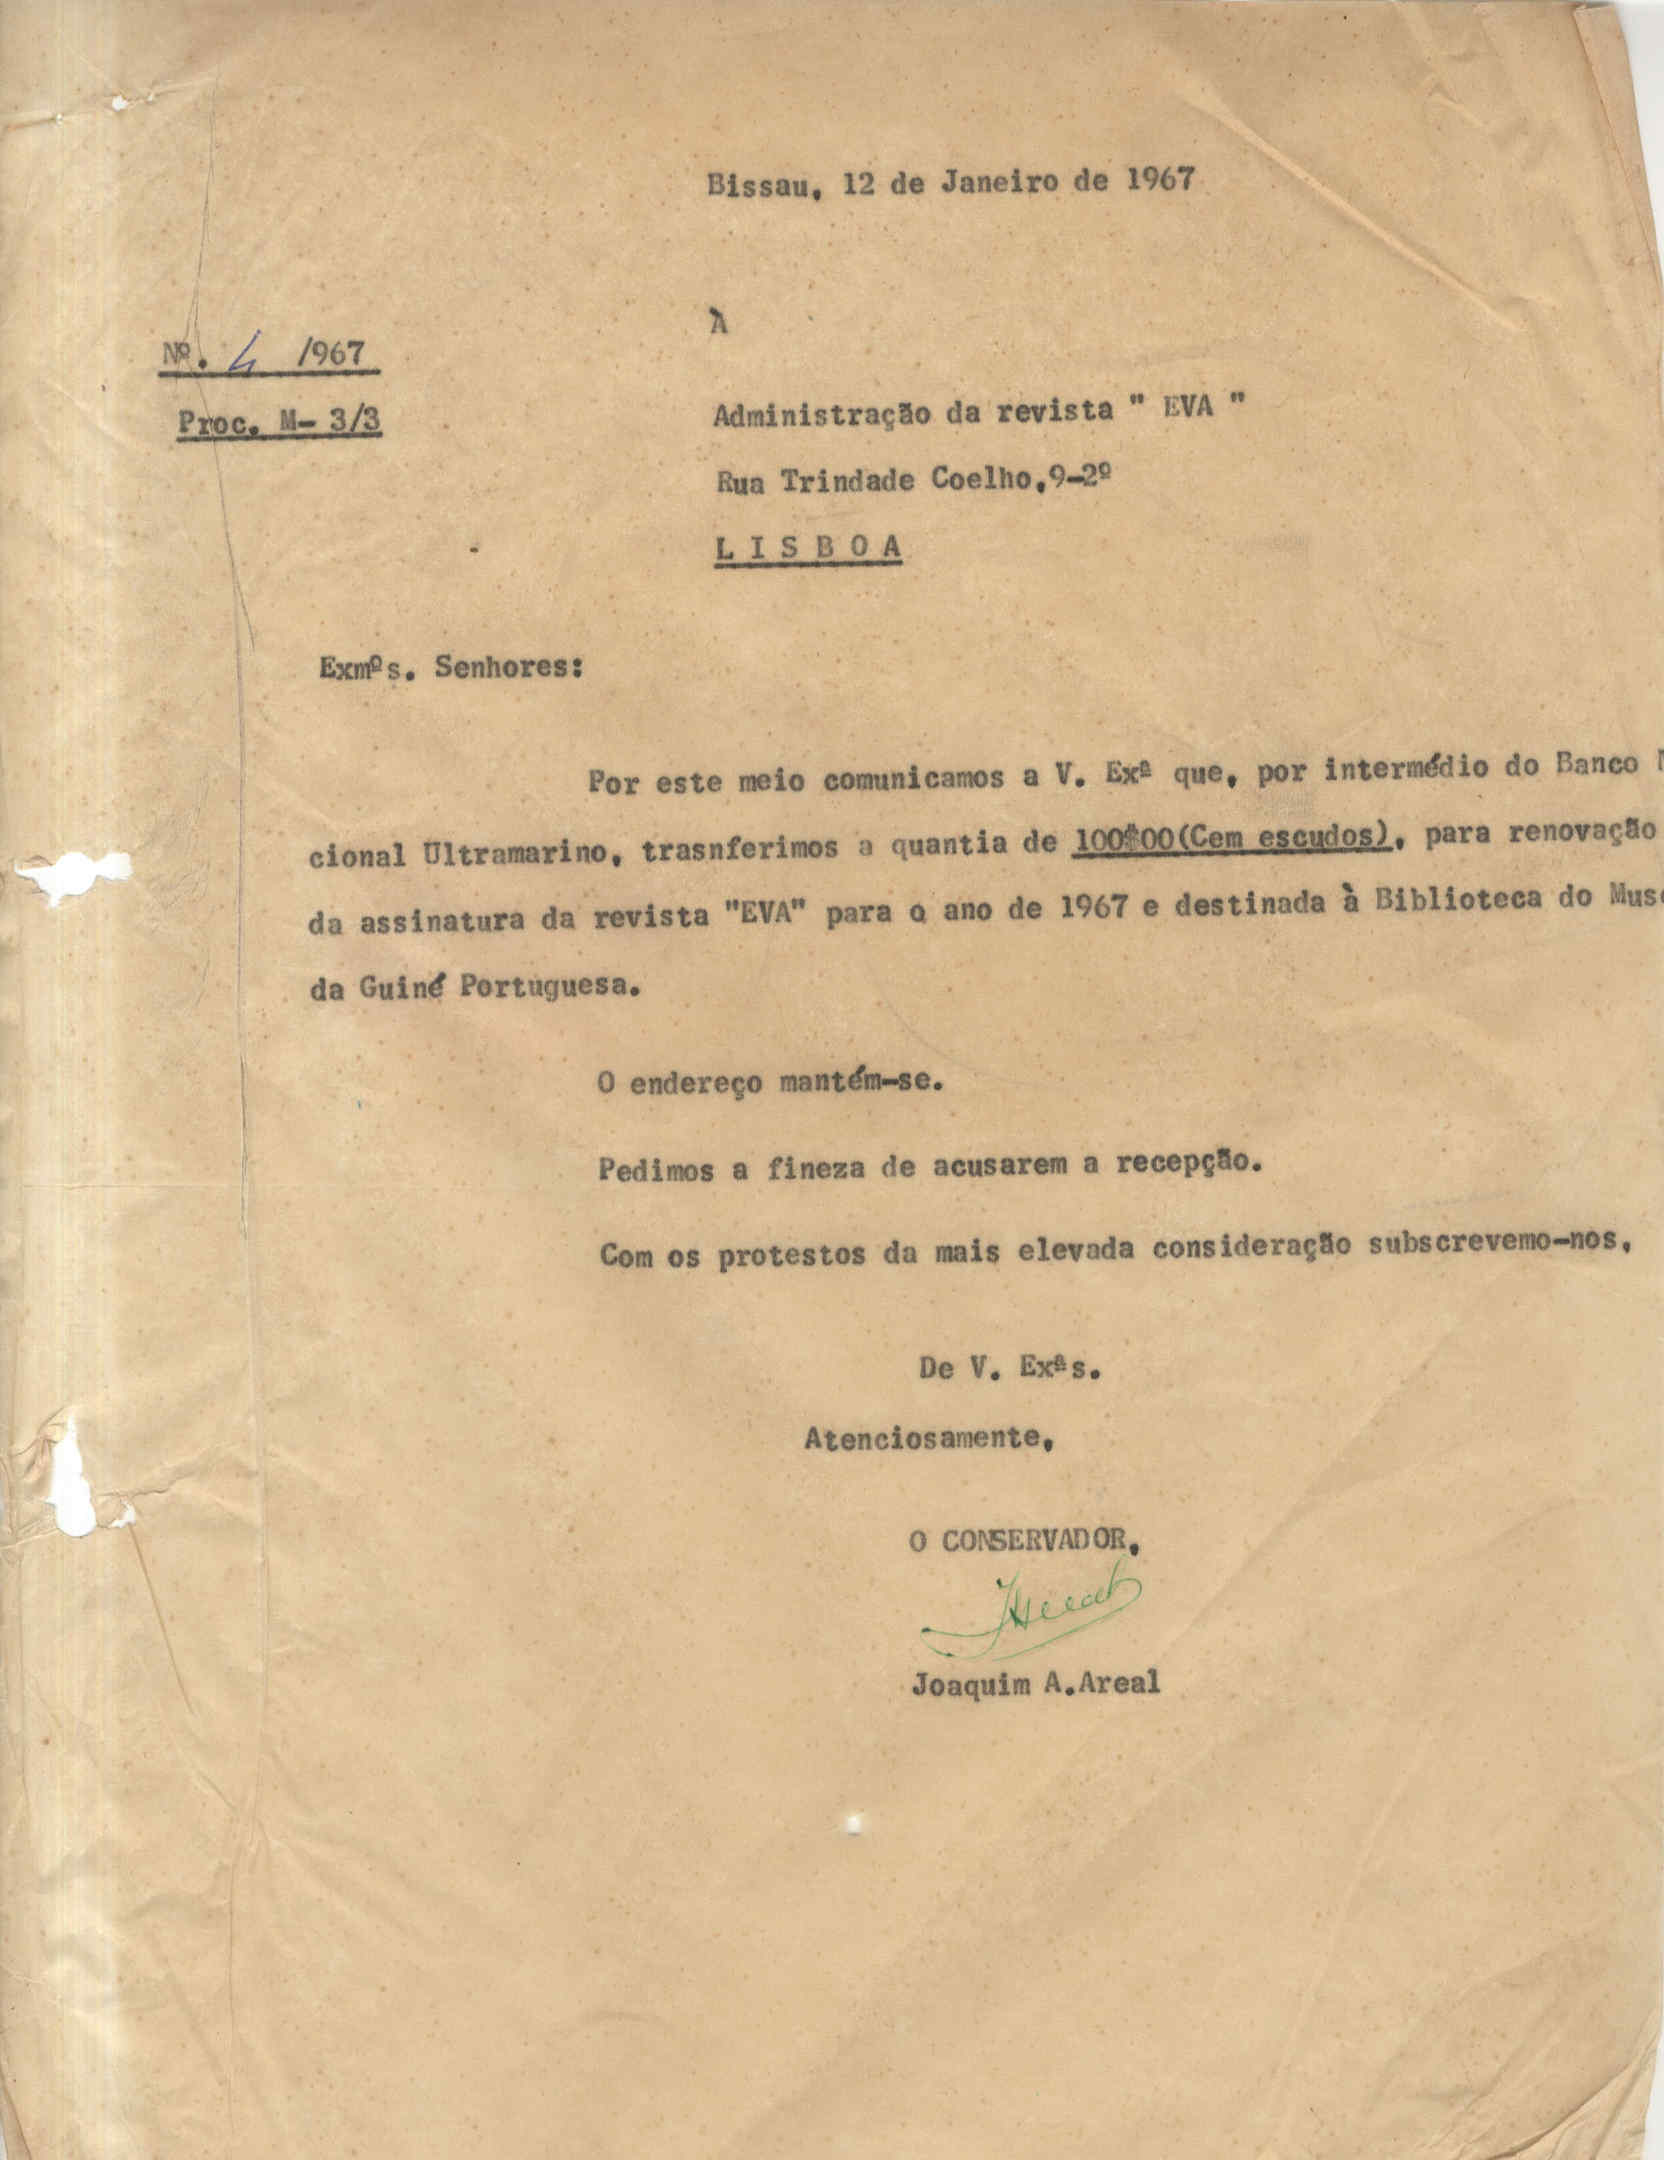 Bissau, 12 de Janeiro de 1967
À
Nº. 4 /967
Proc. M- 3/3
Administração da revista " EVA "
Rua Trindade Coelho,9-2º
L I S B O A
Exmºs. Senhores:
Por este meio comunicamos a V. Exª que, por intermédio do Banco N
cional Ultramarino, trasnferimos a quantia de 100$00(Cem escudos), para renovação
da assinatura da revista "EVA" para o ano de 1967 e destinada à Biblioteca do Muse
da Guiné Portuguesa.
O endereço mantém-se.
Pedimos a fineza de acusarem a recepção.
Com os protestos da mais elevada consideração subscrevemo-nos,
De V. Exªs.
Atenciosamente,
O CONSERVADOR,
Joaquim A.Areal